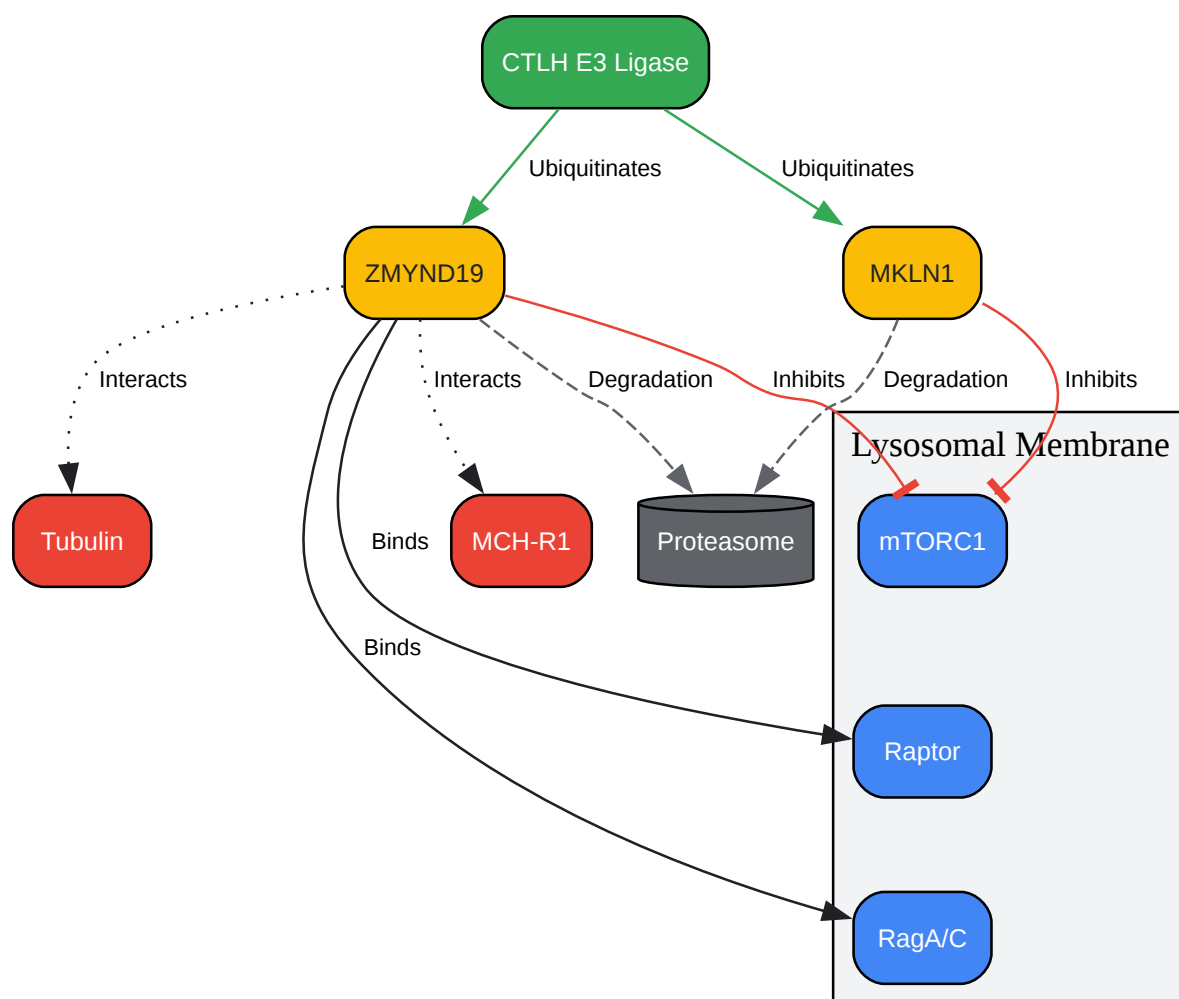 CTLH E3 Ligase
Ubiquitinates
Ubiquitinates
ZMYND19
MKLN1
Interacts
Interacts
Degradation
Inhibits
Degradation
Inhibits
Lysosomal Membrane
Tubulin
Binds
MCH-R1
Proteasome
mTORC1
Binds
Raptor
RagA/C